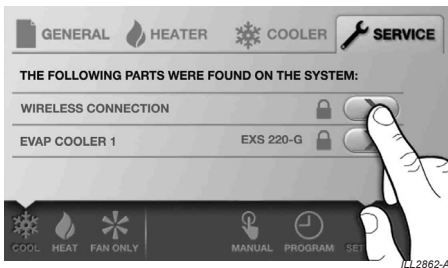 GENERAL HEATER COOLER SERVICE
THE FOLLOWING PARTS WERE FOUND ON THE SYSTEM:
WIRELESS CONNECTION
EVAP COOLER 1 EXS 220-G
COOL HEAT FAN ONLY MANUAL PROGRAM SET
ILL2862-A